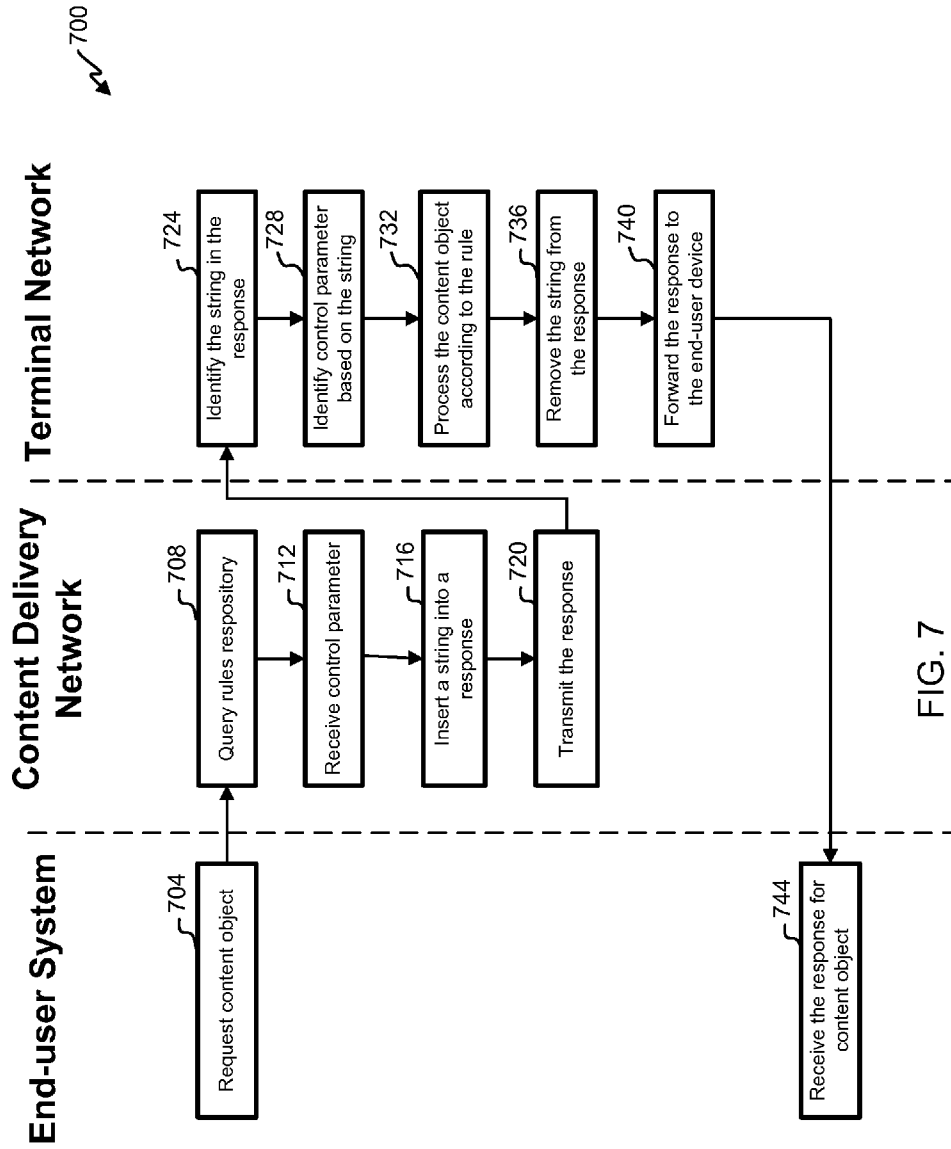 700
End-user System
Content Delivery
Network
Terminal Network
704
Request content object
708
Query rules respository
712
Receive control parameter
716
Insert a string into a
response
720
Transmit the response
724
Identify the string in the
response
728
Identify control parameter
based on the string
732
Process the content object
according to the rule
736
Remove the string from
the response
740
Forward the response to
the end-user device
744
Receive the response for
content object
FIG. 7